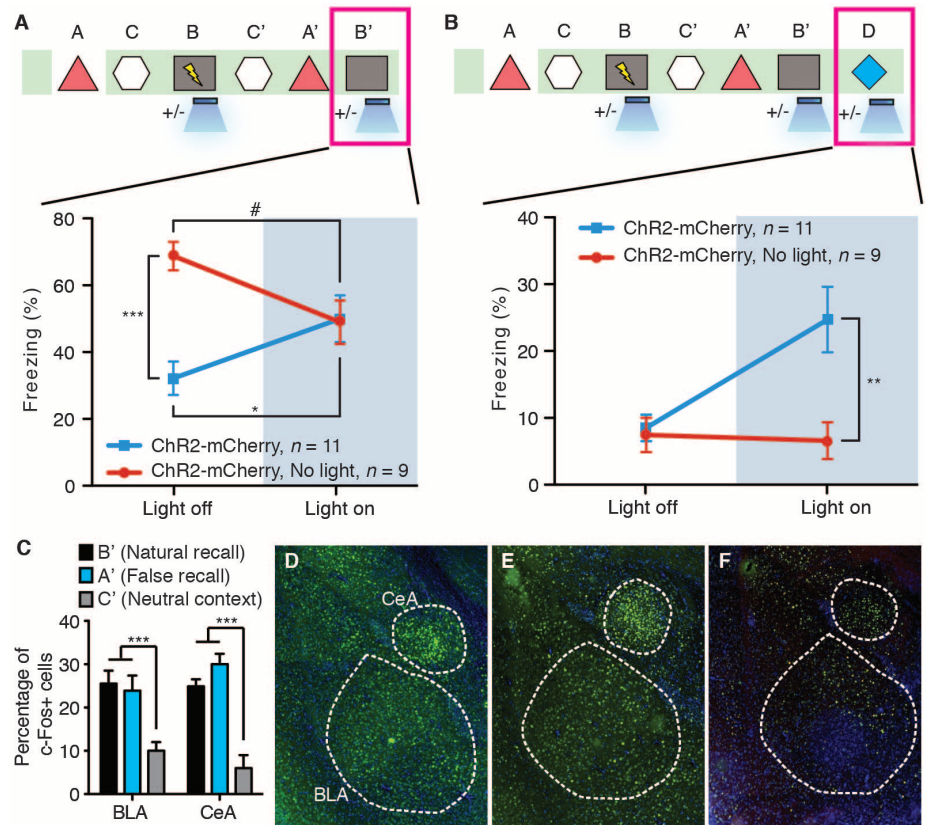 A
A C B C' A' B'
+/- +/-
80
60
40
20
0
Freezing (%)
#
***
*
ChR2-mCherry, n = 11
ChR2-mCherry, No light, n = 9
Light off Light on
B
A C B C' A' B' D
+/- +/- +/-
40
30
20
10
0
Freezing (%)
ChR2-mCherry, n = 11
ChR2-mCherry, No light, n = 9
**
Light off Light on
C
B' (Natural recall)
A' (False recall)
C' (Neutral context)
40
30
20
10
0
Percentage of
c-Fos+ cells
*** ***
BLA CeA
D
CeA
BLA
E
F